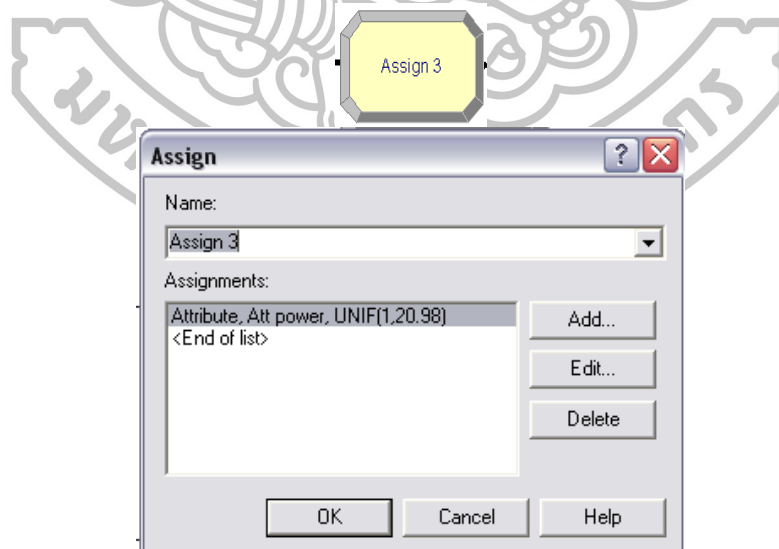 Assign 3
Assign
Name:
Assign 3
Assignments:
Attribute, Att power, UNIF(1,20.98)
<End of list>
Add...
Edit...
Delete
OK
Cancel
Help